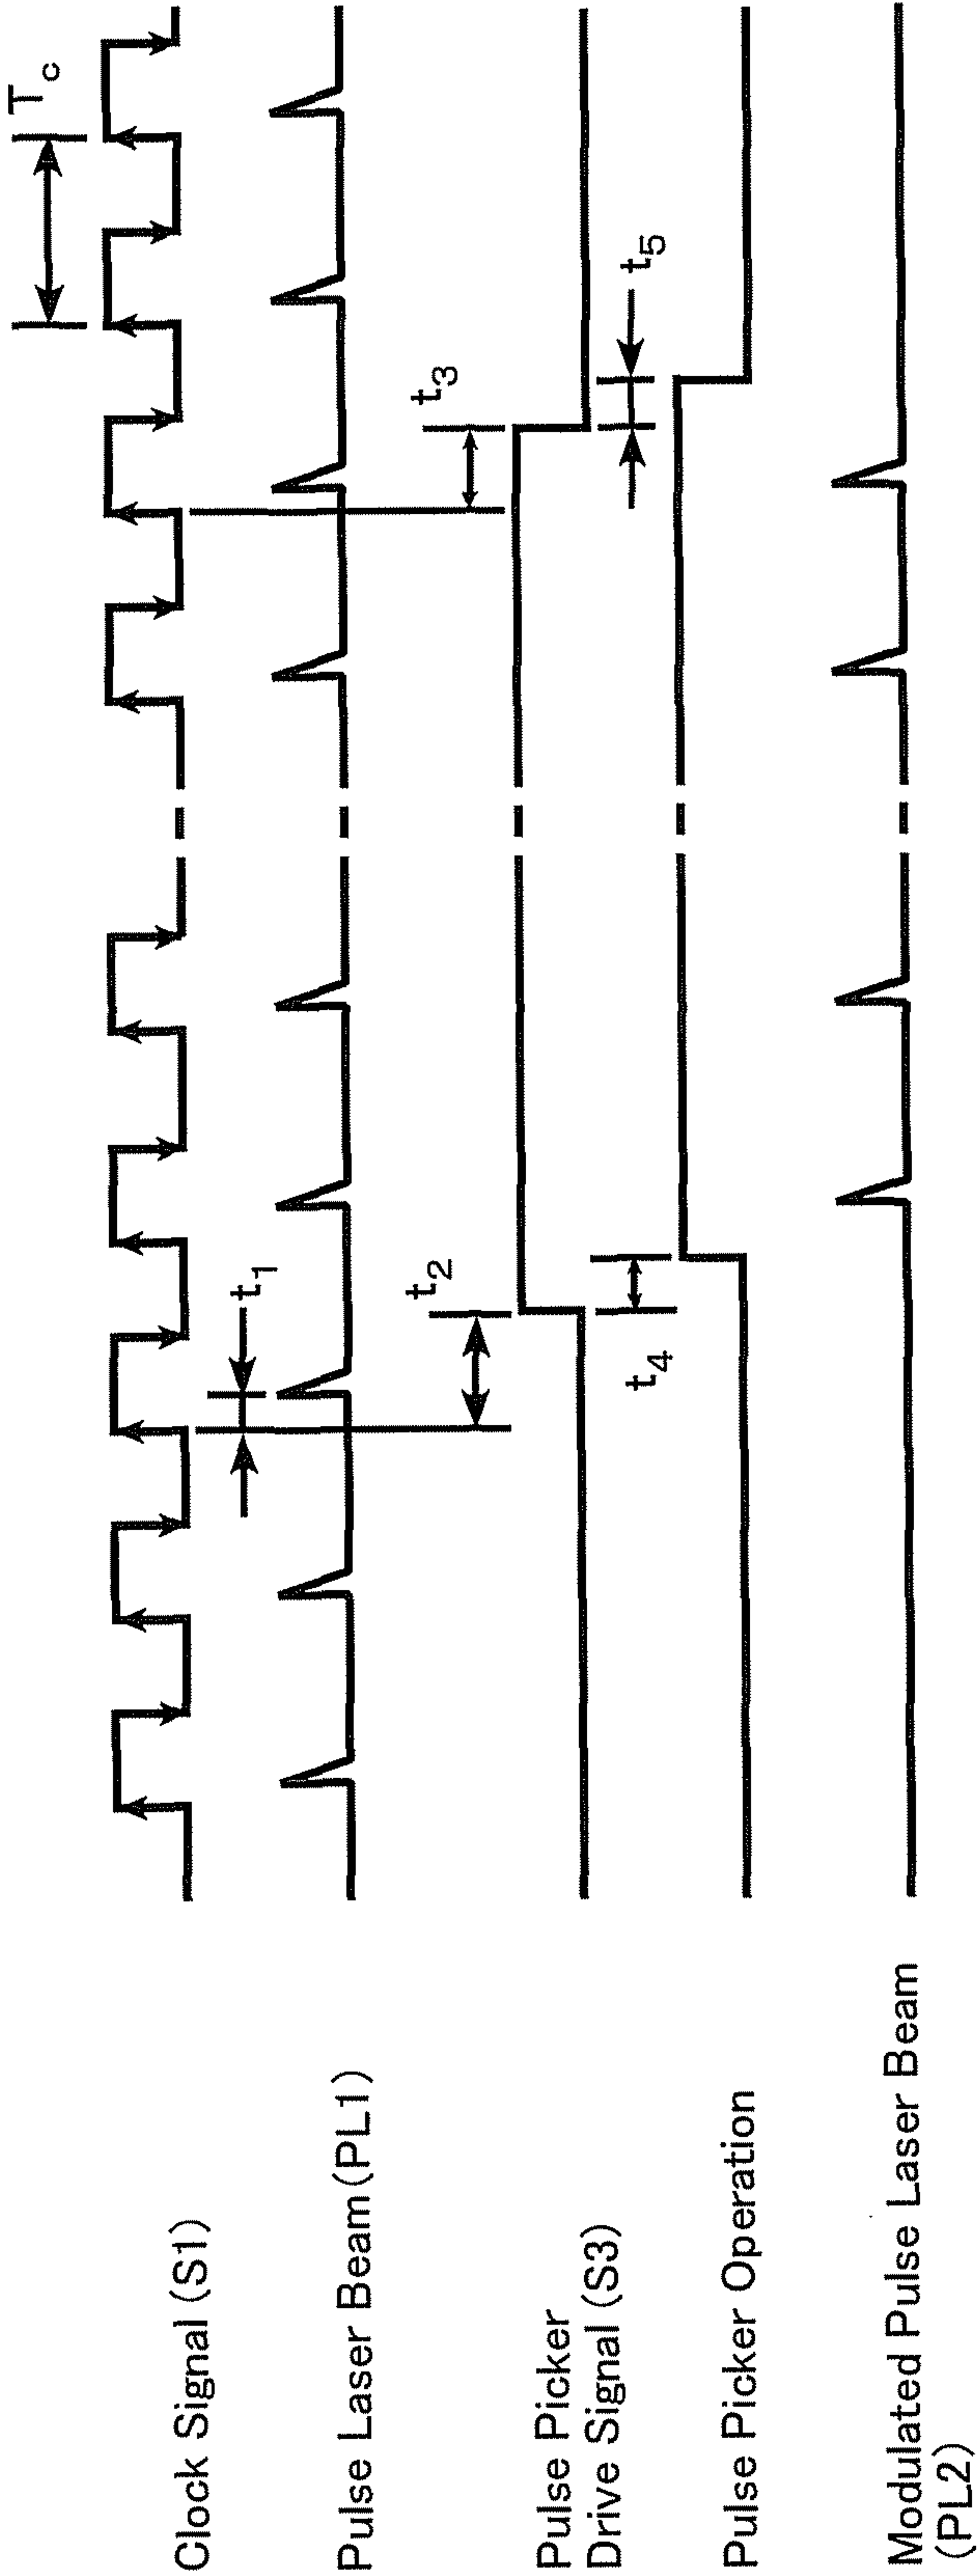 Clock Signal (S1)
Pulse Laser Beam(PL1)
Pulse Picker
Drive Signal (S3)
Pulse Picker Operation
Modulated Pulse Laser Beam
(PL2)
t1
t2
t3
t4
t5
Tc